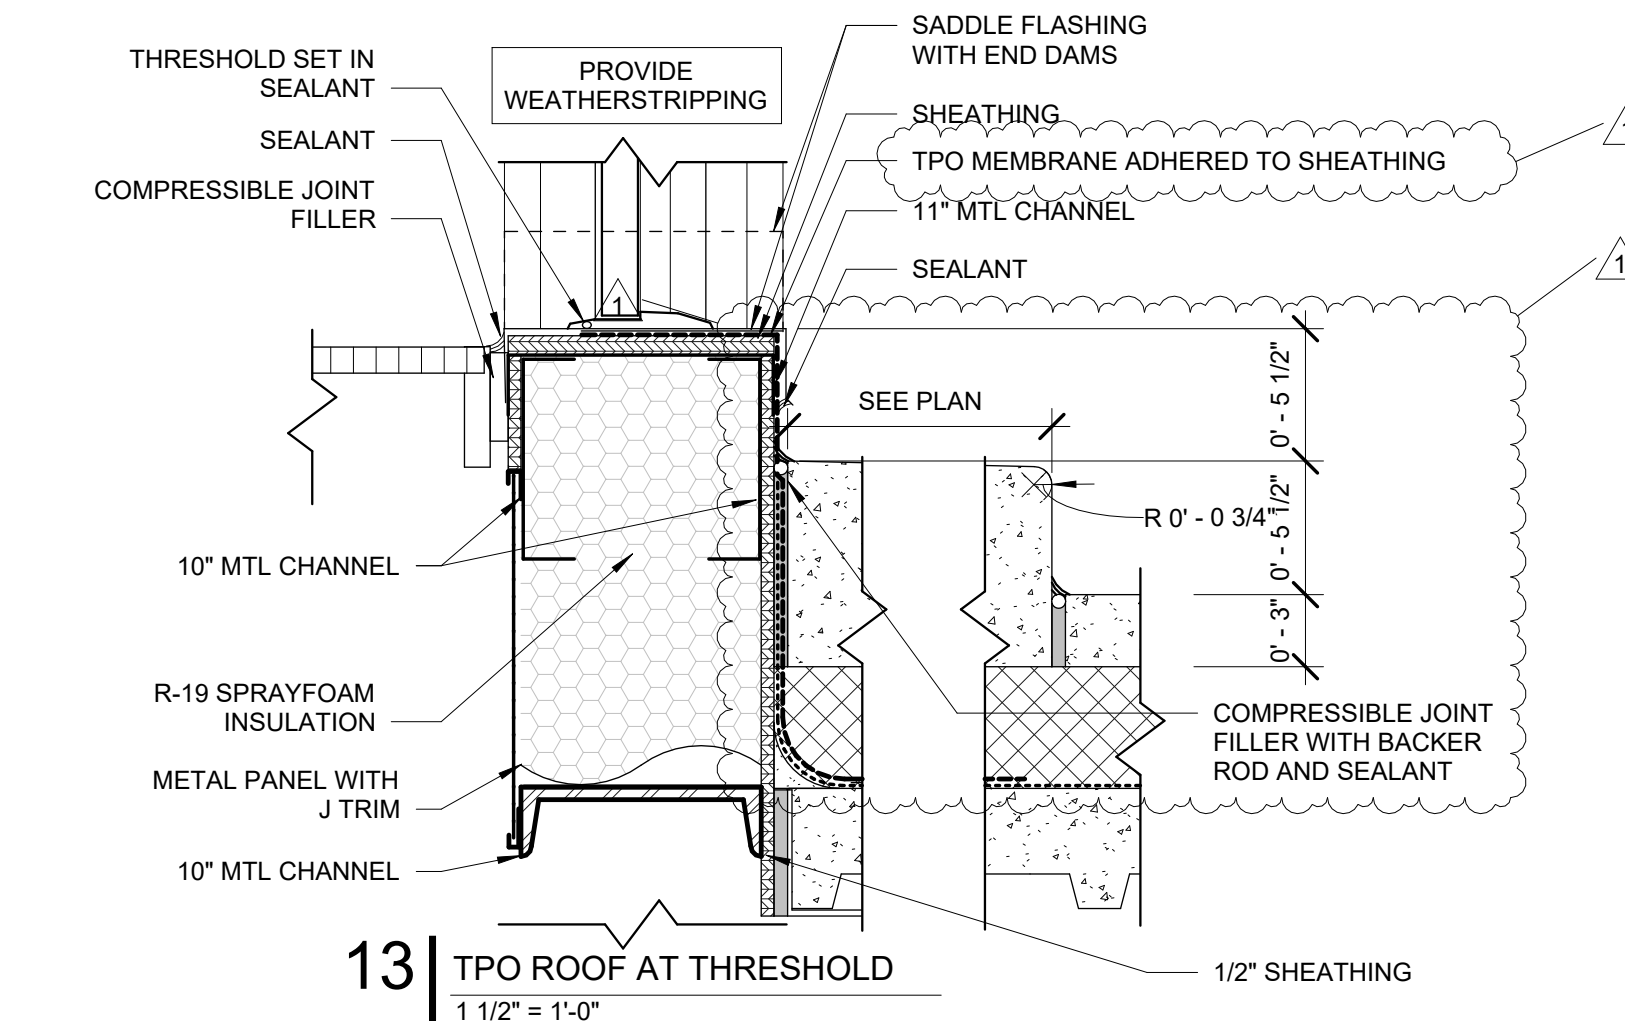 THRESHOLD SET IN
SEALANT
SEALANT
COMPRESSIBLE JOINT
FILLER
PROVIDE
WEATHERSTRIPPING
SADDLE FLASHING
WITH END DAMS
SHEATHING
TPO MEMBRANE ADHERED TO SHEATHING
11" MTL CHANNEL
SEALANT
1
1
SEE PLAN
0' - 5 1/2"
0' - 5 1/2"
0' - 3"
R 0' - 0 3/4"
10" MTL CHANNEL
R-19 SPRAYFOAM
INSULATION
METAL PANEL WITH
J TRIM
10" MTL CHANNEL
COMPRESSIBLE JOINT
FILLER WITH BACKER
ROD AND SEALANT
1/2" SHEATHING
13
TPO ROOF AT THRESHOLD
1 1/2" = 1'-0"